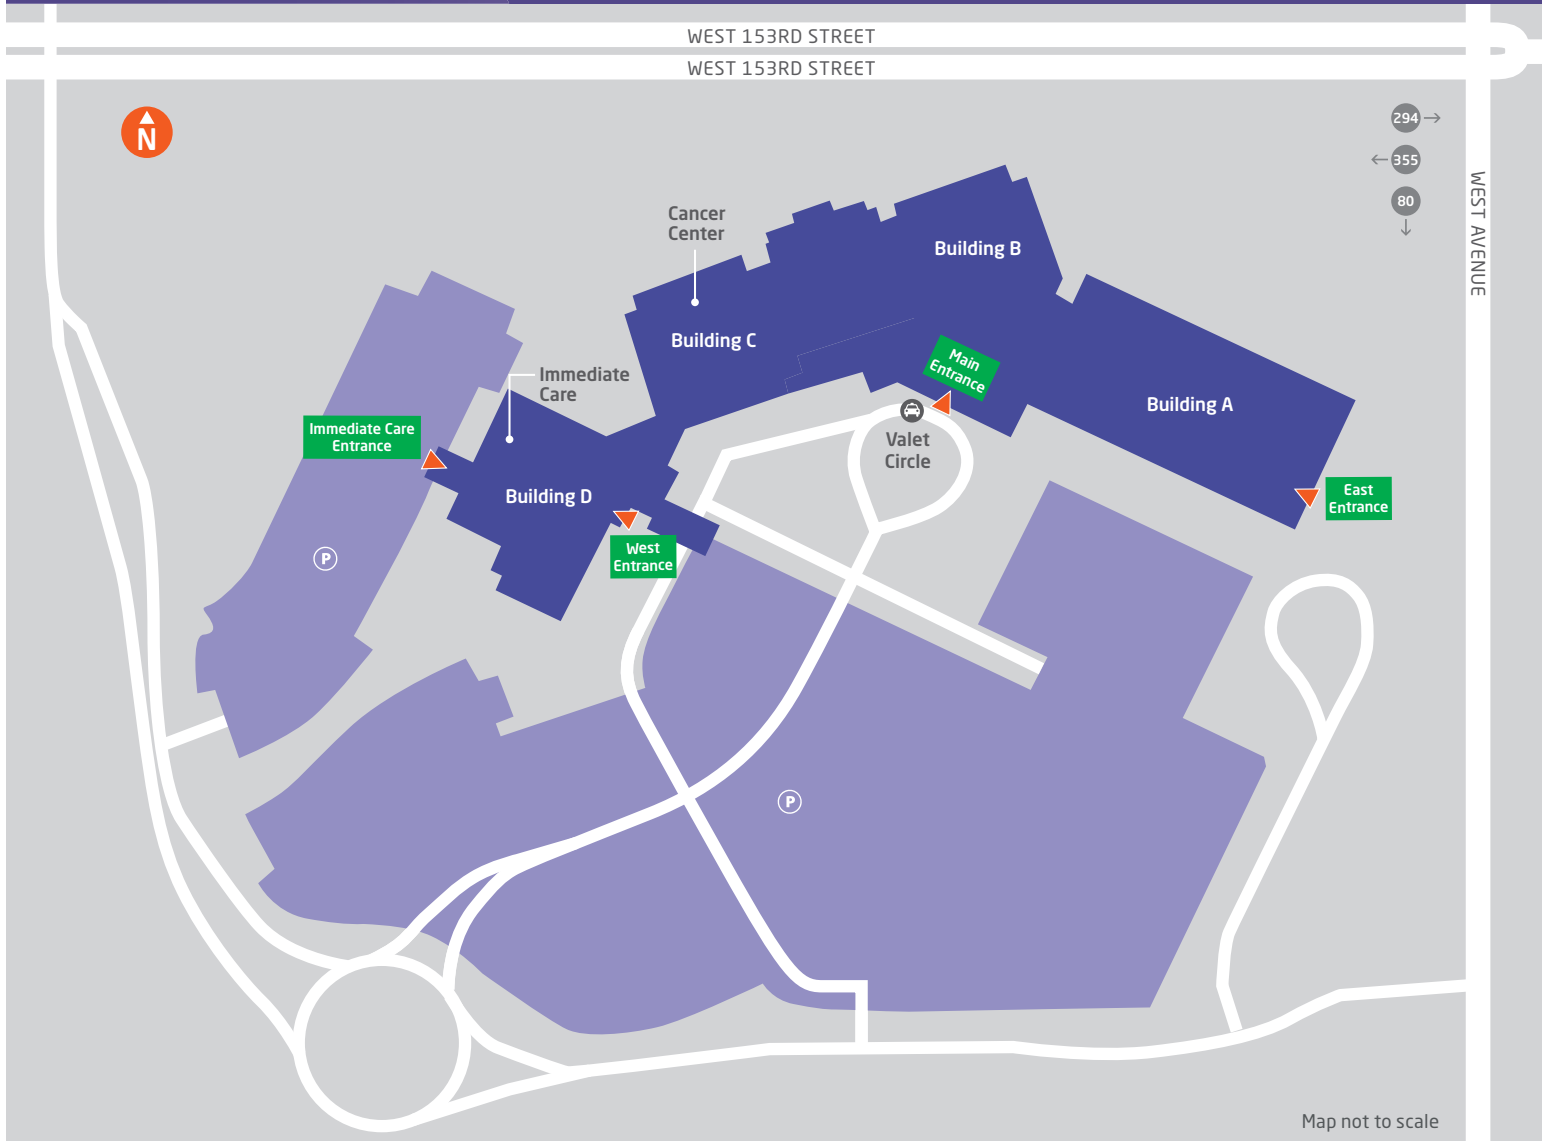 WEST 153RD STREET
WEST 153RD STREET
N
294
355
80
WEST AVENUE
Cancer
Center
Building B
Building C
Main
Entrance
Immediate
Care
Building A
Immediate Care
Entrance
Valet
Circle
Building D
East
Entrance
West
Entrance
P
P
Map not to scale